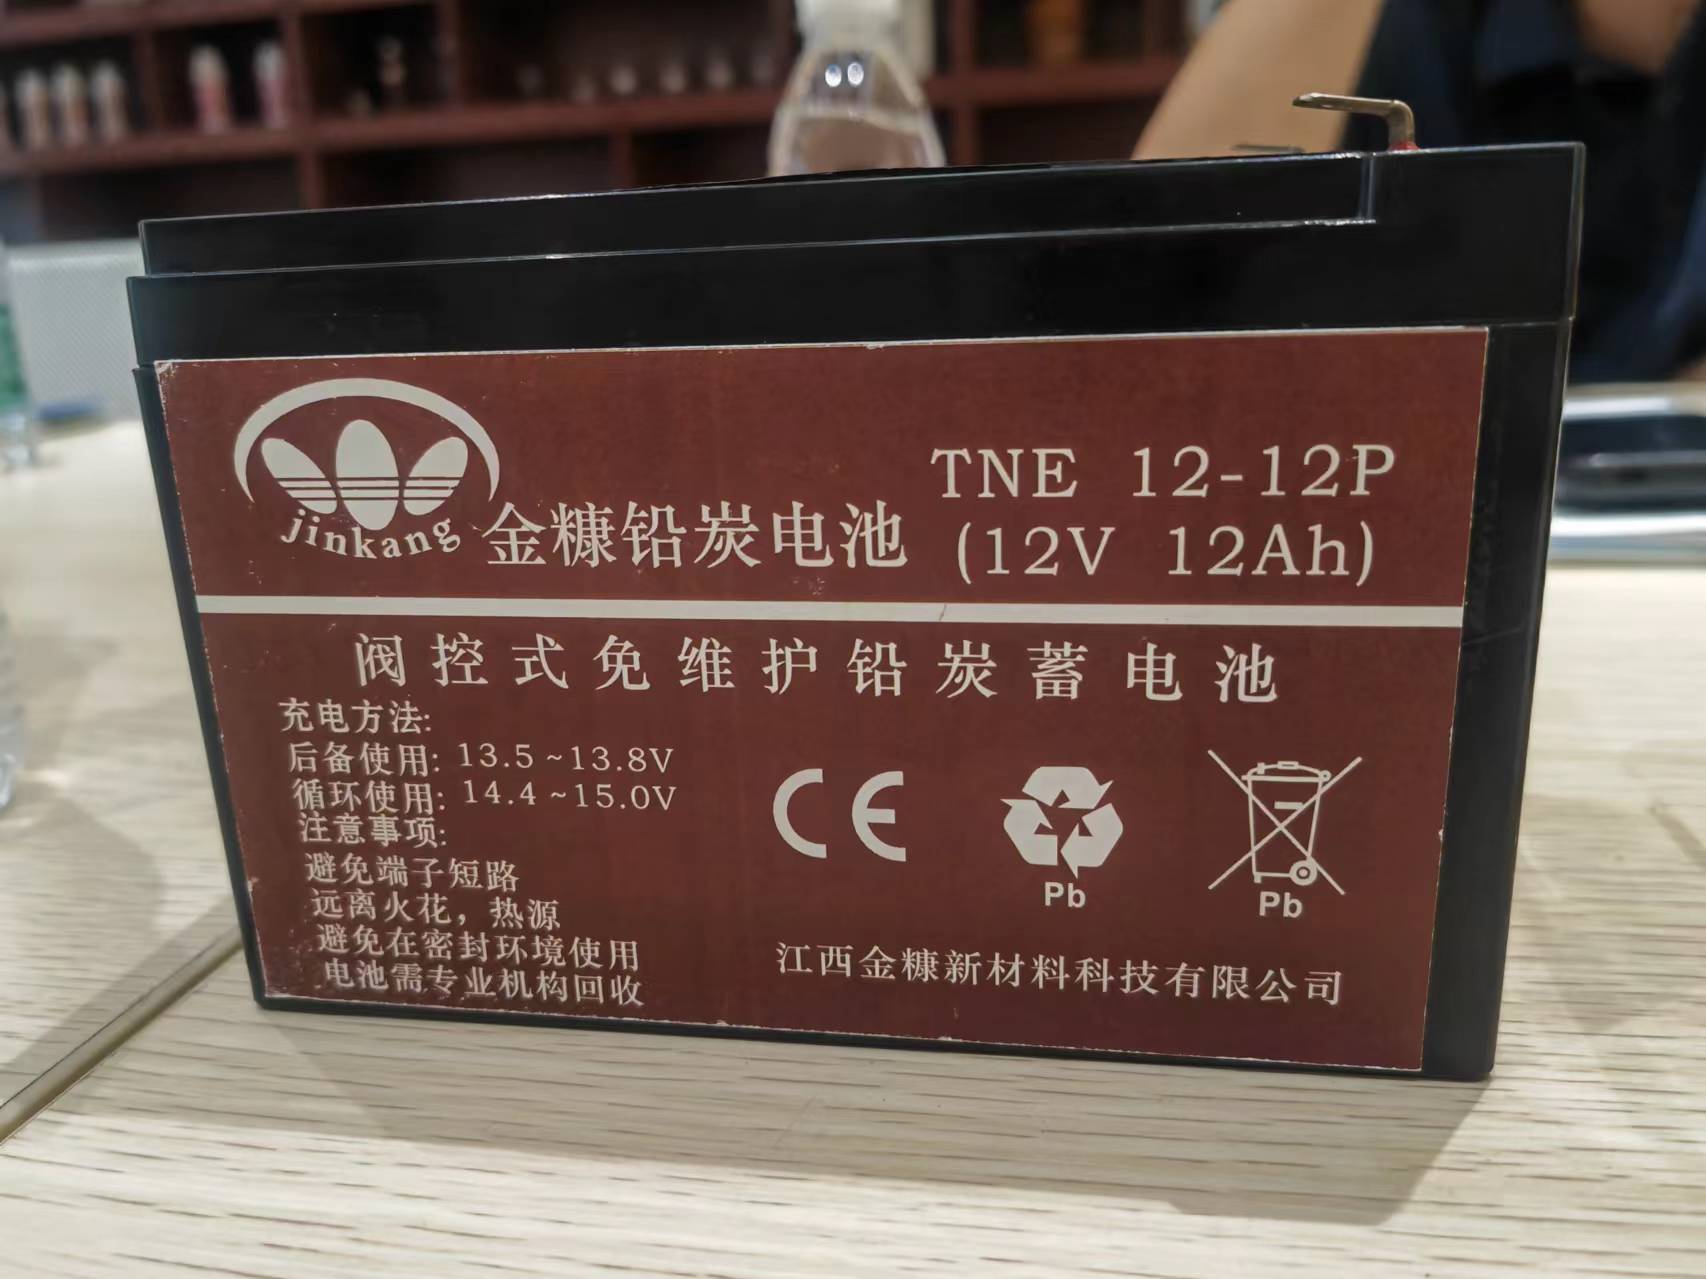 jinkang
金糠铅炭电池
TNE 12-12P
(12V 12Ah)
阀控式免维护铅炭蓄电池
充电方法:
后备使用: 13.5~13.8V
循环使用: 14.4~15.0V
注意事项:
避免端子短路
远离火花，热源
避免在密封环境使用
电池需专业机构回收
CE
Pb
Pb
江西金糠新材料科技有限公司